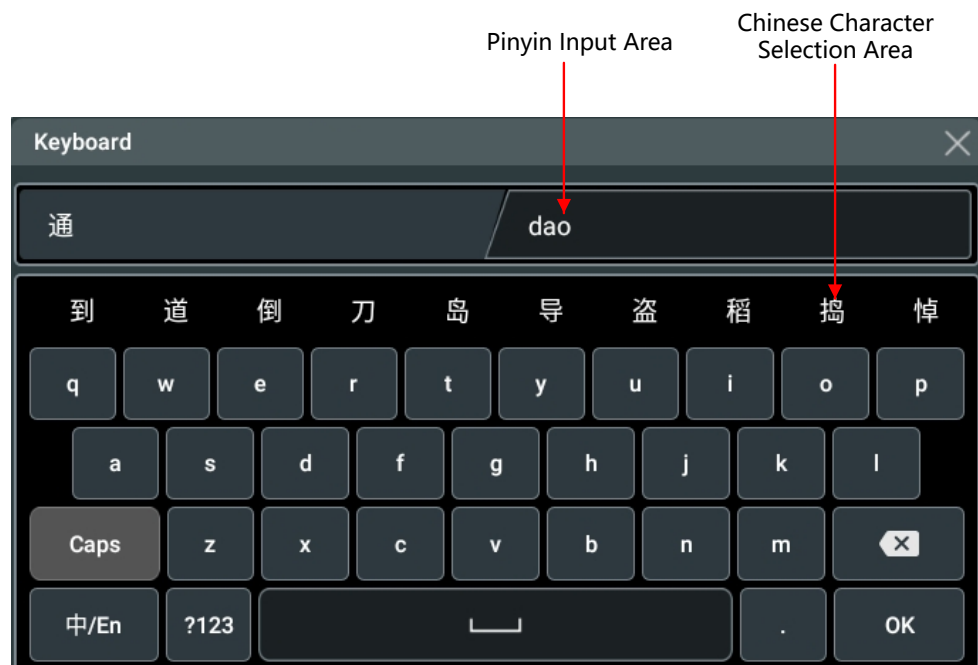 Pinyin Input Area
Chinese Character
Selection Area
Keyboard
通 dao
到 道 倒 刀 岛 导 盗 稻 捣 悼
q w e r t y u i o p
a s d f g h j k l
Caps z x c v b n m
中/En ?123 . OK